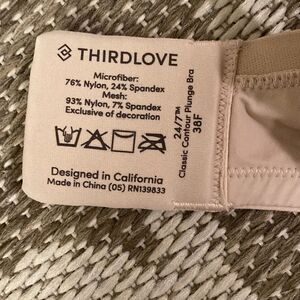 THIRDLOVE
Microfiber:
76% Nylon, 24% Spandex
Mesh:
93% Nylon, 7% Spandex
Exclusive of decoration
Designed in California
Made in China (05) RN139833
24/7™
Classic Contour Plunge Bra
38F